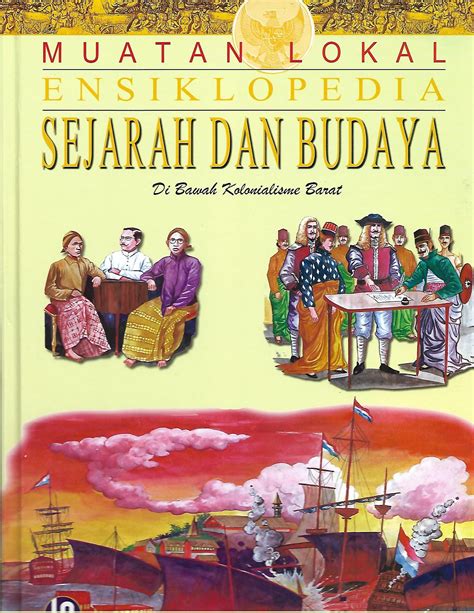 MUATAN LOKAL
ENSIKLOPEDIA
SEJARAH DAN BUDAYA
Di Bawah Kolonialisme Barat